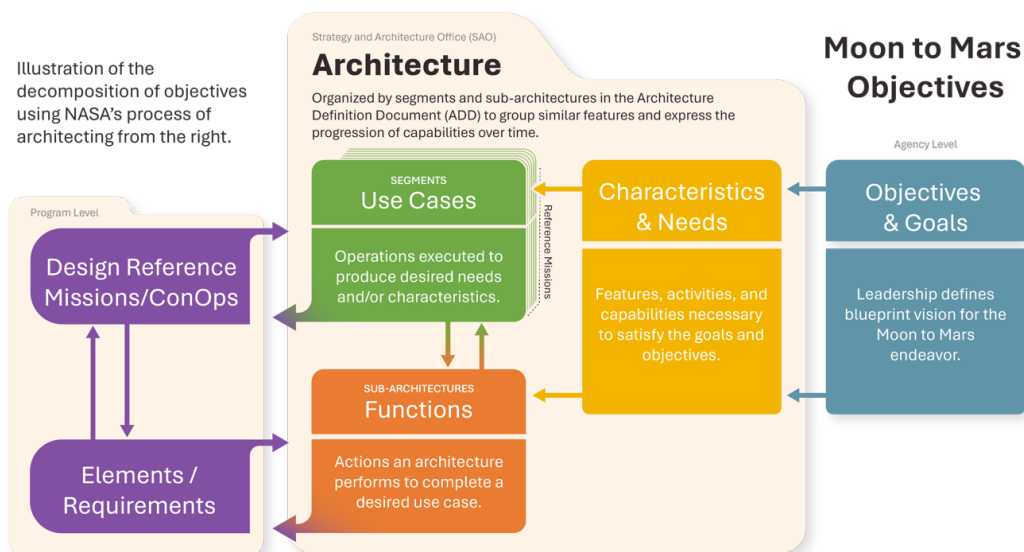 Illustration of the
decomposition of objectives
using NASA's process of
architecting from the right.
Strategy and Architecture Office (SAO)
Architecture
Organized by segments and sub-architectures in the Architecture
Definition Document (ADD) to group similar features and express the
progression of capabilities over time.
Moon to Mars
Objectives
Agency Level
Program Level
Design Reference
Missions/ConOps
Elements /
Requirements
SEGMENTS
Use Cases
Operations executed to
produce desired needs
and/or characteristics.
Reference Missions
SUB-ARCHITECTURES
Functions
Actions an architecture
performs to complete a
desired use case.
Characteristics
& Needs
Features, activities, and
capabilities necessary
to satisfy the goals and
objectives.
Objectives
& Goals
Leadership defines
blueprint vision for the
Moon to Mars
endeavor.